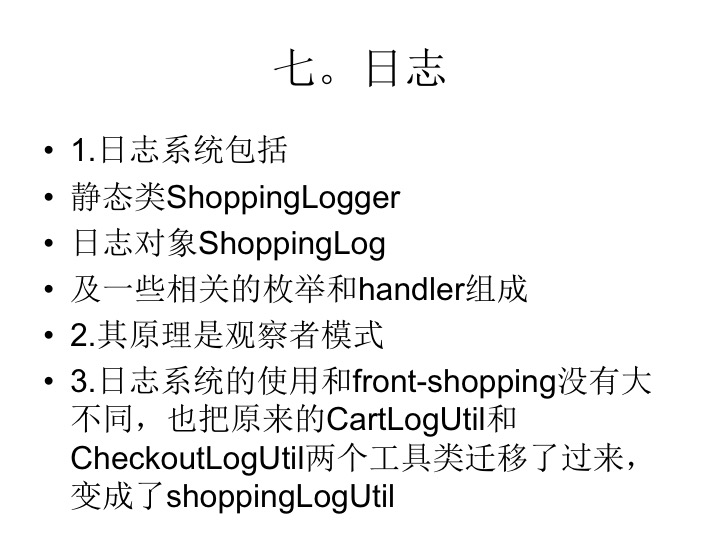 七。日志
• 1.日志系统包括
• 静态类ShoppingLogger
• 日志对象ShoppingLog
• 及一些相关的枚举和handler组成
• 2.其原理是观察者模式
• 3.日志系统的使用和front-shopping没有大
不同，也把原来的CartLogUtil和
CheckoutLogUtil两个工具类迁移了过来，
变成了shoppingLogUtil